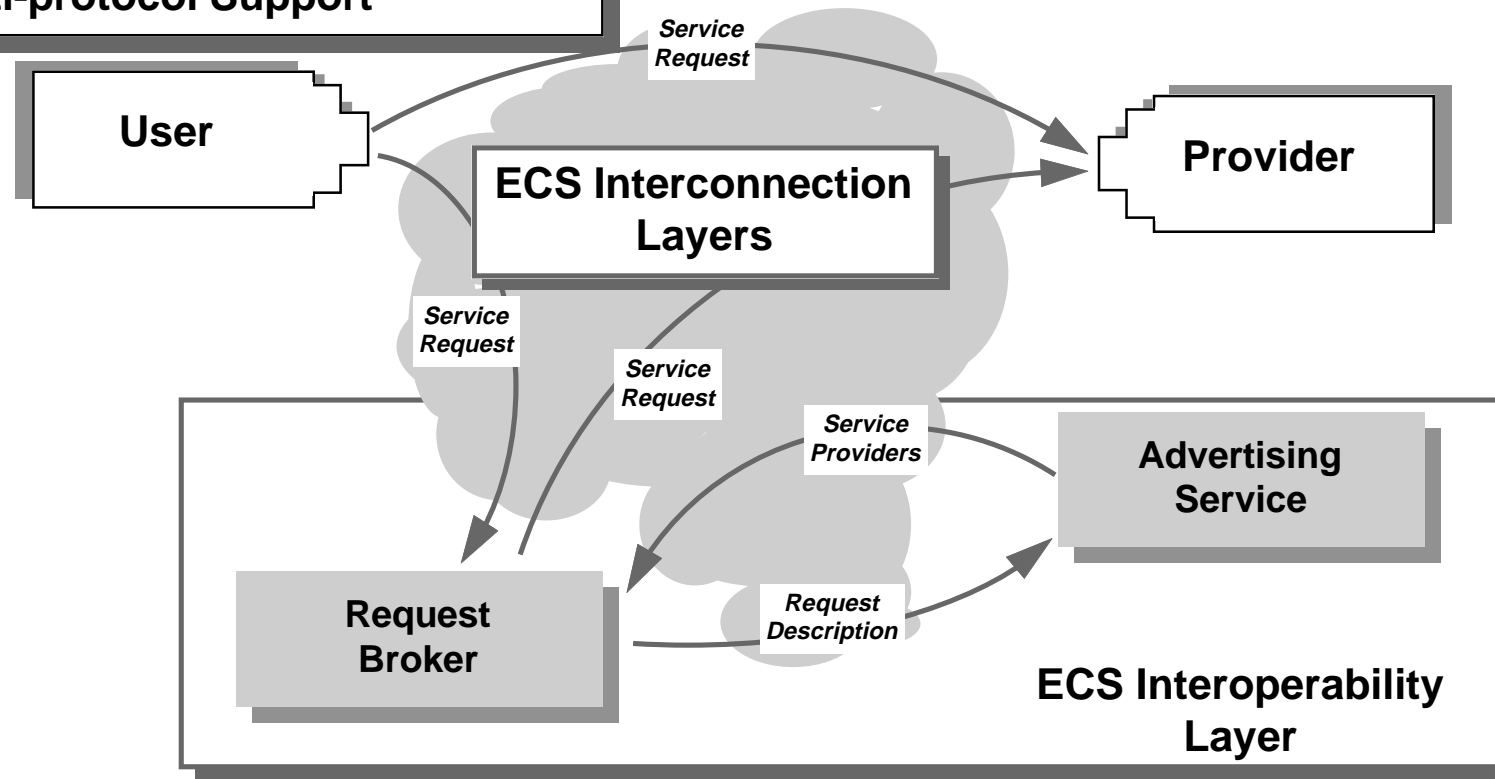 -protocol Support
Service
Request
User
Provider
ECS Interconnection
Layers
Service
Request
Service
Request
Service
Providers
Advertising
Service
Request
Broker
Request
Description
ECS Interoperability
Layer